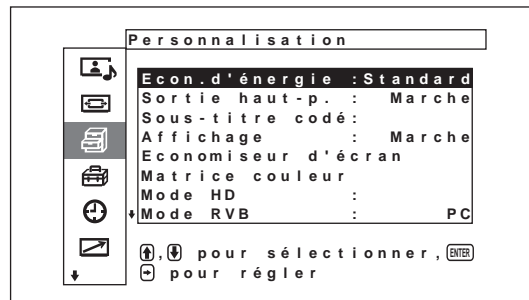 Personnalisation
Econ.d'énergie :Standard
Sortie haut-p. : Marche
Sous-titre codé:
Affichage : Marche
Economiseur d'écran
Matrice couleur
Mode HD :
Mode RVB : PC
, pour sélectionner, ENTER
pour régler